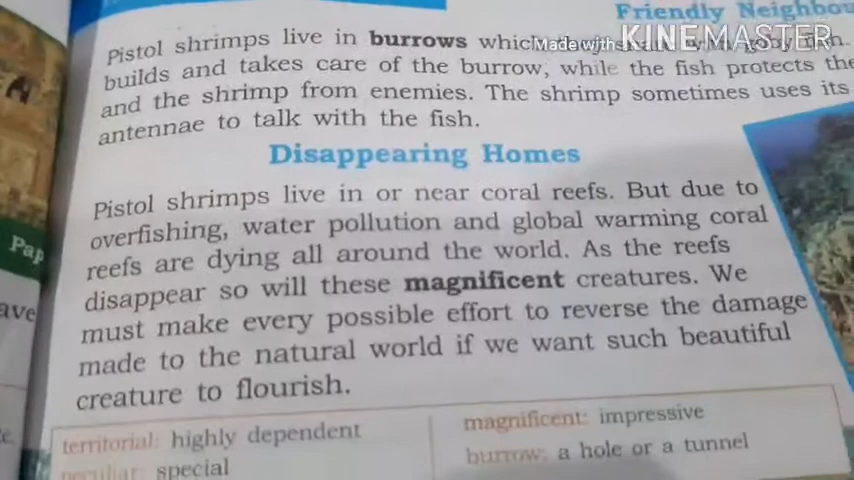 Friendly Neighbou
Made with KINEMASTER
Pistol shrimps live in burrows which
builds and takes care of the burrow, while the fish protects the
and the shrimp from enemies. The shrimp sometimes uses its
antennae to talk with the fish.
Disappearing Homes
Pistol shrimps live in or near coral reefs. But due to
overfishing, water pollution and global warming coral
reefs are dying all around the world. As the reefs
disappear so will these magnificent creatures. We
must make every possible effort to reverse the damage
made to the natural world if we want such beautiful
creature to flourish.
Pap
ave
e.
territorial: highly dependent
peculiar: special
magnificent: impressive
burrow: a hole or a tunnel